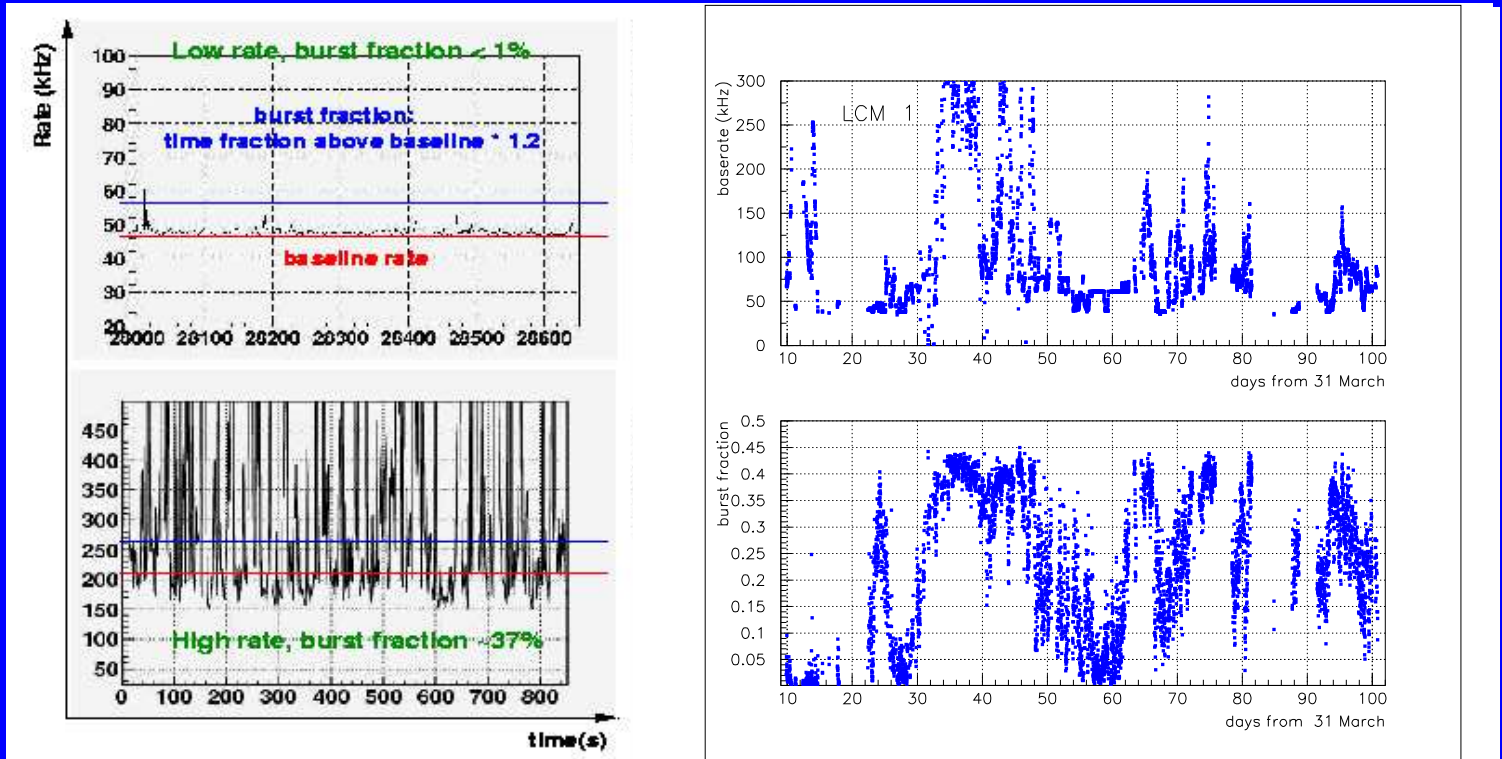 Rate (kHz)
Low rate, burst fraction < 1%
burst fraction:
time fraction above baseline * 1.2
baseline rate
100
90
80
70
60
50
40
30
20
28000 28100 28200 28300 28400 28500 28600
450
400
350
300
250
200
150
100
50
High rate, burst fraction ~37%
0 100 200 300 400 500 600 700 800
time(s)
LCM 1
baserate (kHz)
300
250
200
150
100
50
0
10 20 30 40 50 60 70 80 90 100
days from 31 March
burst fraction
0.5
0.45
0.4
0.35
0.3
0.25
0.2
0.15
0.1
0.05
10 20 30 40 50 60 70 80 90 100
days from 31 March